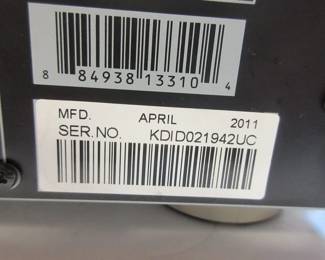 8 84938 13310 4
MFD. APRIL 2011
SER.NO. KDID021942UC